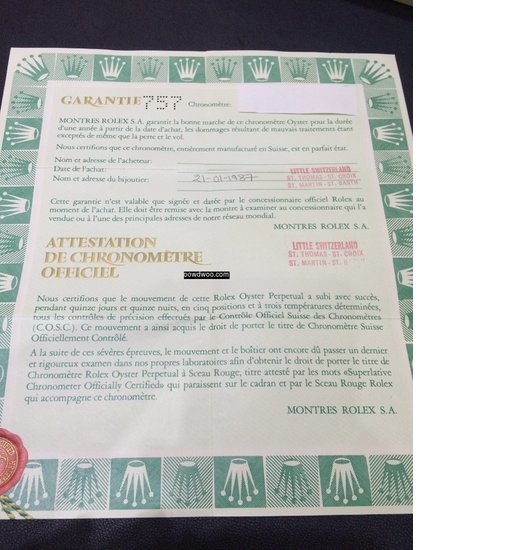 GARANTIE 757 Chronomètre:
MONTRES ROLEX S.A. garantit la bonne marche de ce chronomètre Oyster pour la durée
d'une année à partir de la date d'achat, les dommages résultant de mauvais traitements étant
exceptés de même que la perte et le vol.
Nous certifions que ce chronomètre, entièrement manufacturé en Suisse, est en parfait état.
Nom et adresse de l'acheteur:
Date de l'achat:
Nom et adresse du bijoutier: 21-01-1987
LITTLE SWITZERLAND
ST. THOMAS - ST. CROIX
ST. MARTIN - ST. BARTH
Cette garantie n'est valable que signée et datée par le concessionnaire officiel Rolex au
moment de l'achat. Elle doit être remise avec la montre à examiner au concessionnaire qui l'a
vendue ou à l'une des principales adresses de notre réseau mondial.
MONTRES ROLEX S.A.
ATTESTATION
DE CHRONOMÈTRE
OFFICIEL
LITTLE SWITZERLAND
ST. THOMAS - ST. CROIX
ST. MARTIN - ST.
powdwoo.com
Nous certifions que le mouvement de cette Rolex Oyster Perpetual a subi avec succès,
pendant quinze jours et quinze nuits, en cinq positions et à trois températures déterminées,
tous les contrôles de précision effectués par le Contrôle Officiel Suisse des Chronomètres
(C.O.S.C.). Ce mouvement a ainsi acquis le droit de porter le titre de Chronomètre Suisse
Officiellement Contrôlé.
A la suite de ces sévères épreuves, le mouvement et le boîtier ont encore dû passer un dernier
et rigoureux examen dans nos propres laboratoires afin d'obtenir le droit de porter le titre de
Chronomètre Rolex Oyster Perpetual à Sceau Rouge, titre attesté par les mots «Superlative
Chronometer Officially Certified» qui paraissent sur le cadran et par le Sceau Rouge Rolex
qui accompagne ce chronomètre.
MONTRES ROLEX S.A.